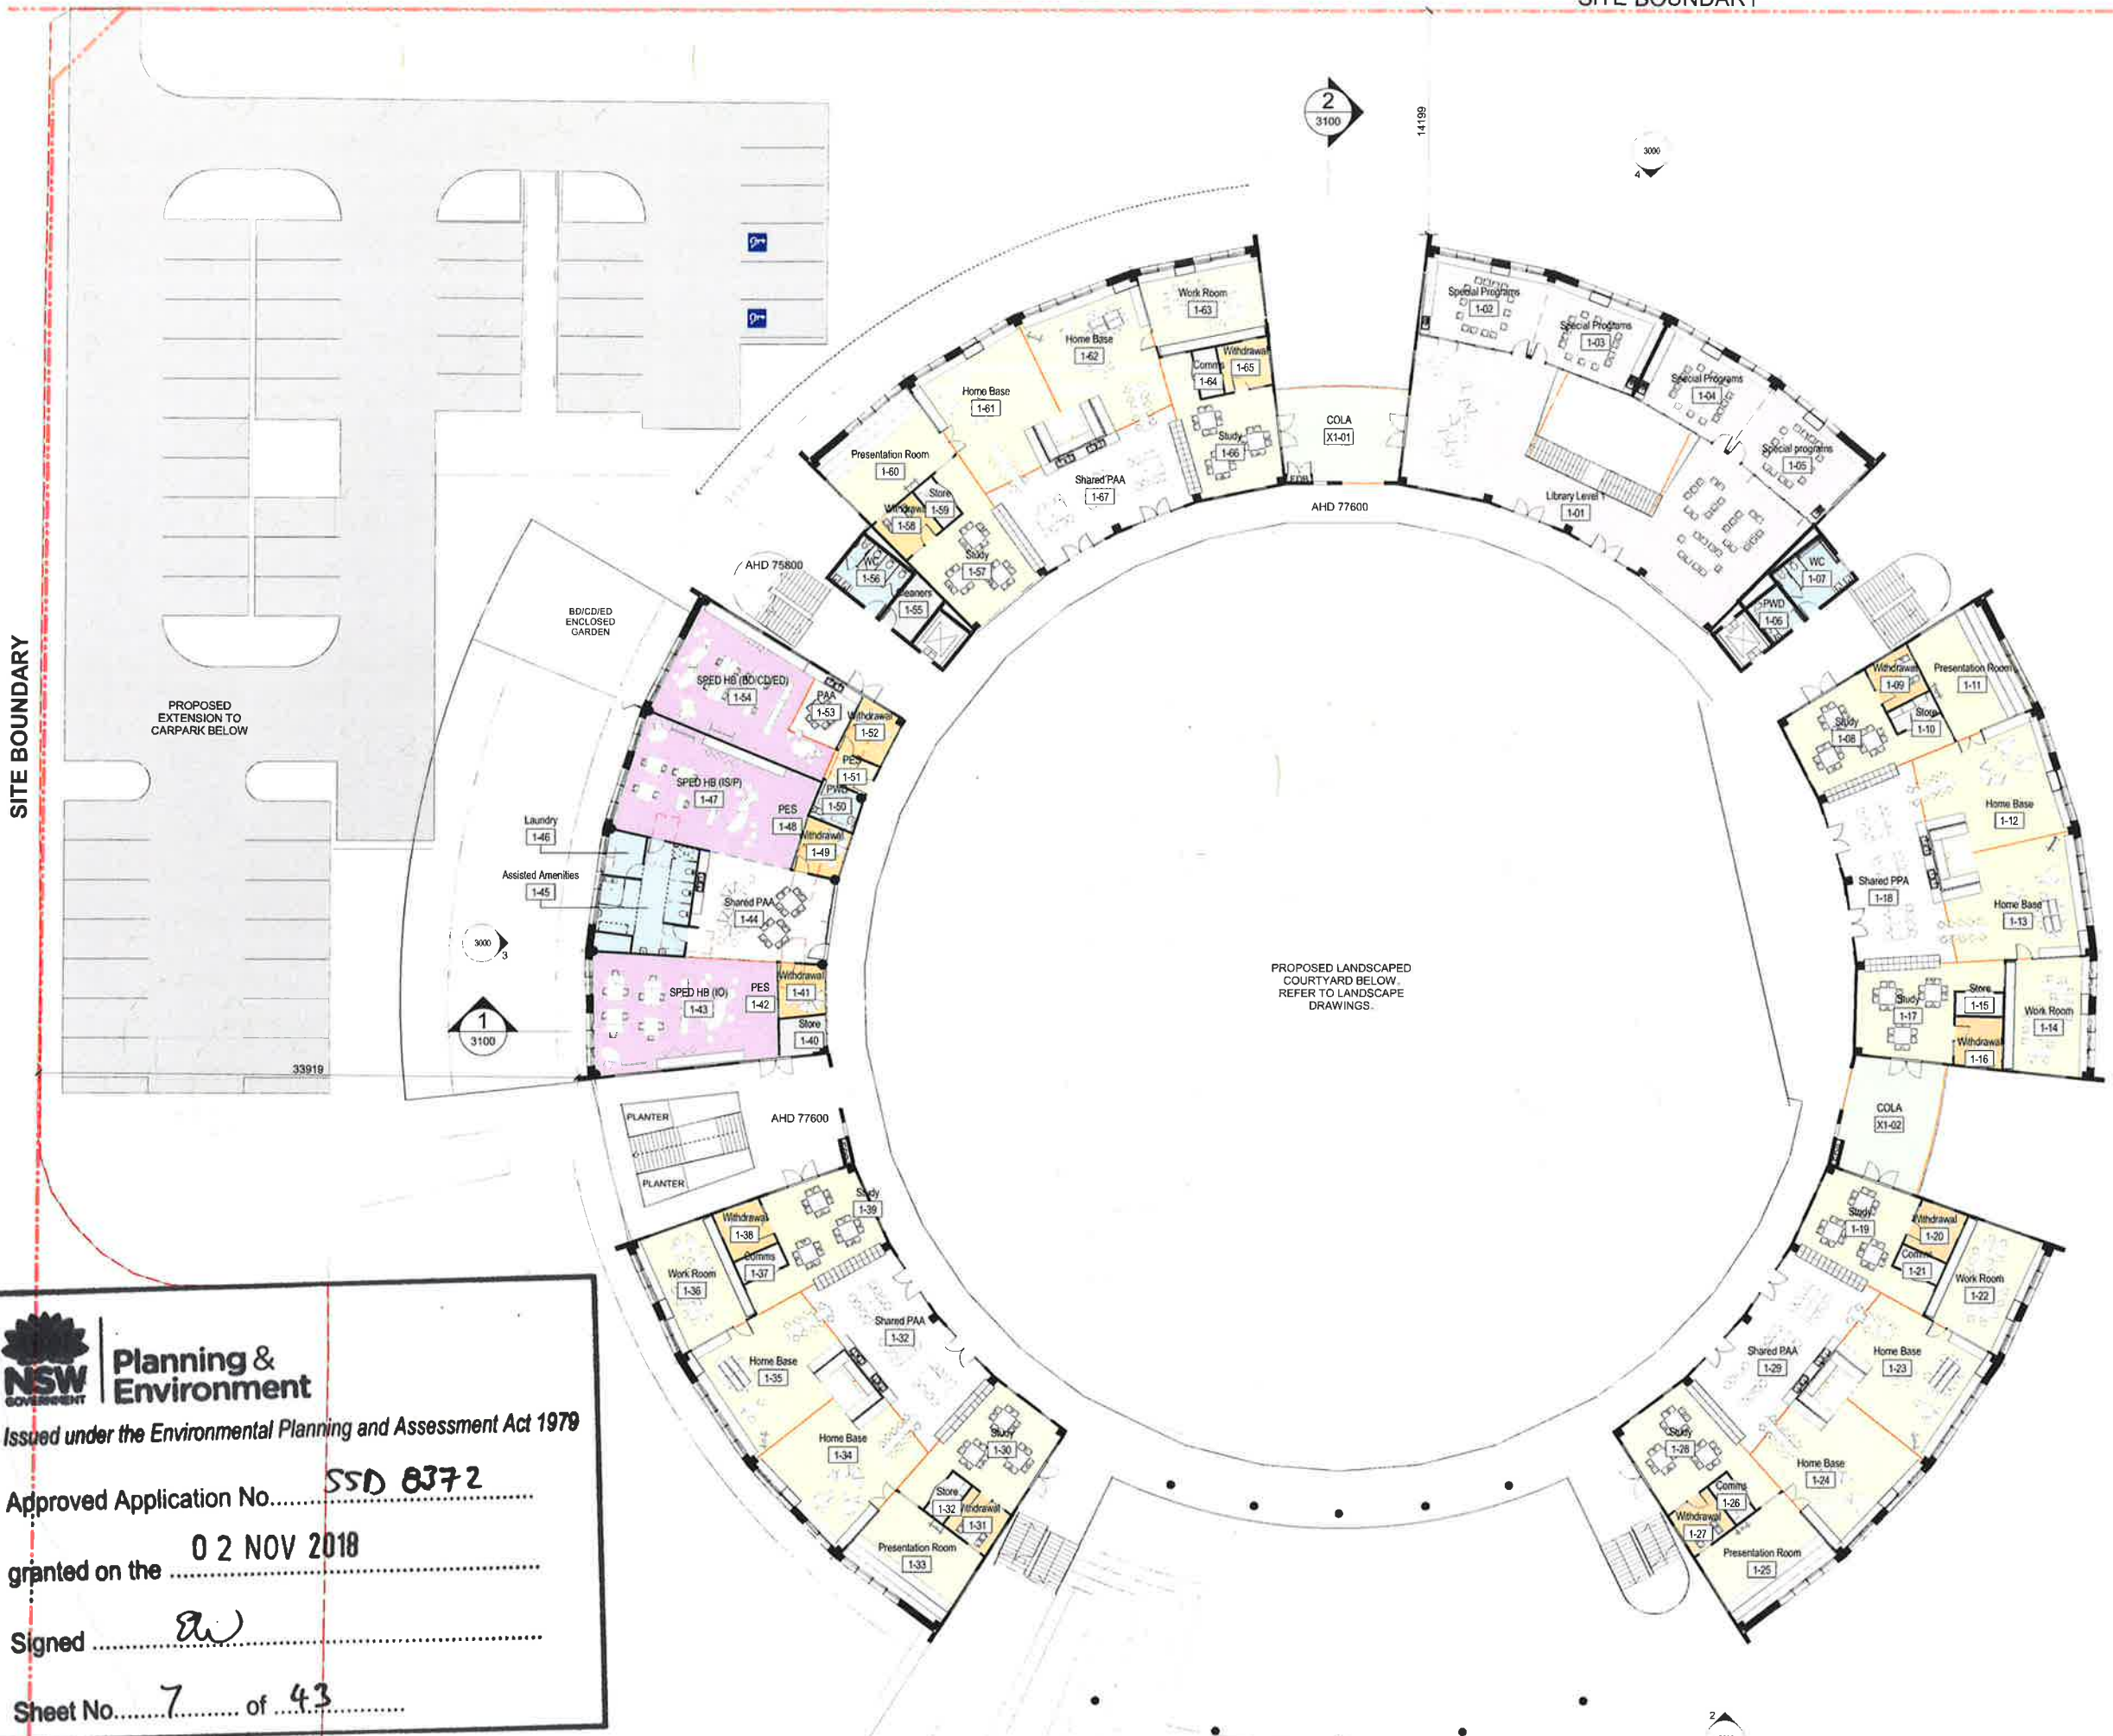 SITE BOUNDARY
2
3100
14199
3000
4
Special Programs
1-02
Special Programs
1-03
Special Programs
1-04
Special programs
1-05
Library Level 1
1-01
Work Room
1-63
Home Base
1-62
Withdrawal
1-65
Comms
1-64
Home Base
1-61
COLA
X1-01
Study
1-66
Presentation Room
1-60
Shared PAA
1-67
EDB
AHD 77600
Store
1-59
Withdrawal
1-58
Study
1-57
WC
1-56
Cleaners
1-55
AHD 75800
WC
1-07
PWD
1-06
BD/CD/ED
ENCLOSED
GARDEN
SITE BOUNDARY
PROPOSED
EXTENSION TO
CARPARK BELOW
SPED HB (BD/CD/ED)
1-54
PAA
1-53
Withdrawal
1-52
PES
1-51
SPED HB (IS/P)
1-47
PWD
1-50
PES
1-48
Withdrawal
1-49
Laundry
1-46
Assisted Amenities
1-45
Shared PAA
1-44
3000
3
1
3100
SPED HB (IO)
1-43
PES
1-42
Withdrawal
1-41
Store
1-40
33919
Withdrawal
1-09
Presentation Room
1-11
Store
1-10
Study
1-08
Home Base
1-12
Shared PPA
1-18
Home Base
1-13
Study
1-17
Store
1-15
Work Room
1-14
Withdrawal
1-16
PROPOSED LANDSCAPED
COURTYARD BELOW.
REFER TO LANDSCAPE
DRAWINGS.
COLA
X1-02
PLANTER
AHD 77600
PLANTER
Study
1-39
Withdrawal
1-38
Comms
1-37
Work Room
1-36
Shared PAA
1-32
Home Base
1-35
Home Base
1-34
Study
1-30
Store
1-32
Withdrawal
1-31
Presentation Room
1-33
Study
1-19
Withdrawal
1-20
Comms
1-21
Work Room
1-22
Shared PAA
1-29
Home Base
1-23
Study
1-28
Home Base
1-24
Comms
1-26
Withdrawal
1-27
Presentation Room
1-25
2
NSW
GOVERNMENT
Planning &
Environment
Issued under the Environmental Planning and Assessment Act 1979
Approved Application No. SSD 8372
granted on the 02 NOV 2018
Signed
Sheet No. 7 of 43